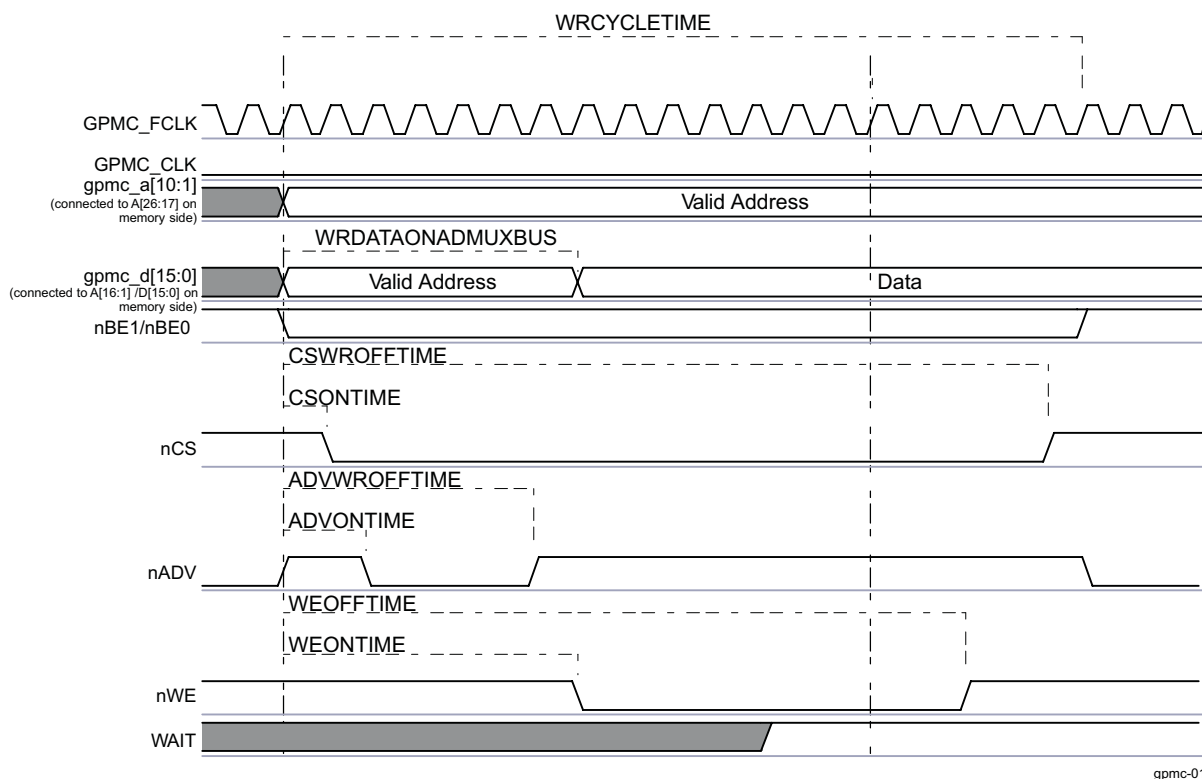 WRCYCLETIME
GPMC_FCLK
GPMC_CLK
gpmc_a[10:1]
(connected to A[26:17] on
memory side)
Valid Address
WRDATAONADMUXBUS
gpmc_d[15:0]
(connected to A[16:1] /D[15:0] on
memory side)
Valid Address
Data
nBE1/nBE0
CSWROFFTIME
CSONTIME
nCS
ADVWROFFTIME
ADVONTIME
nADV
WEOFFTIME
WEONTIME
nWE
WAIT